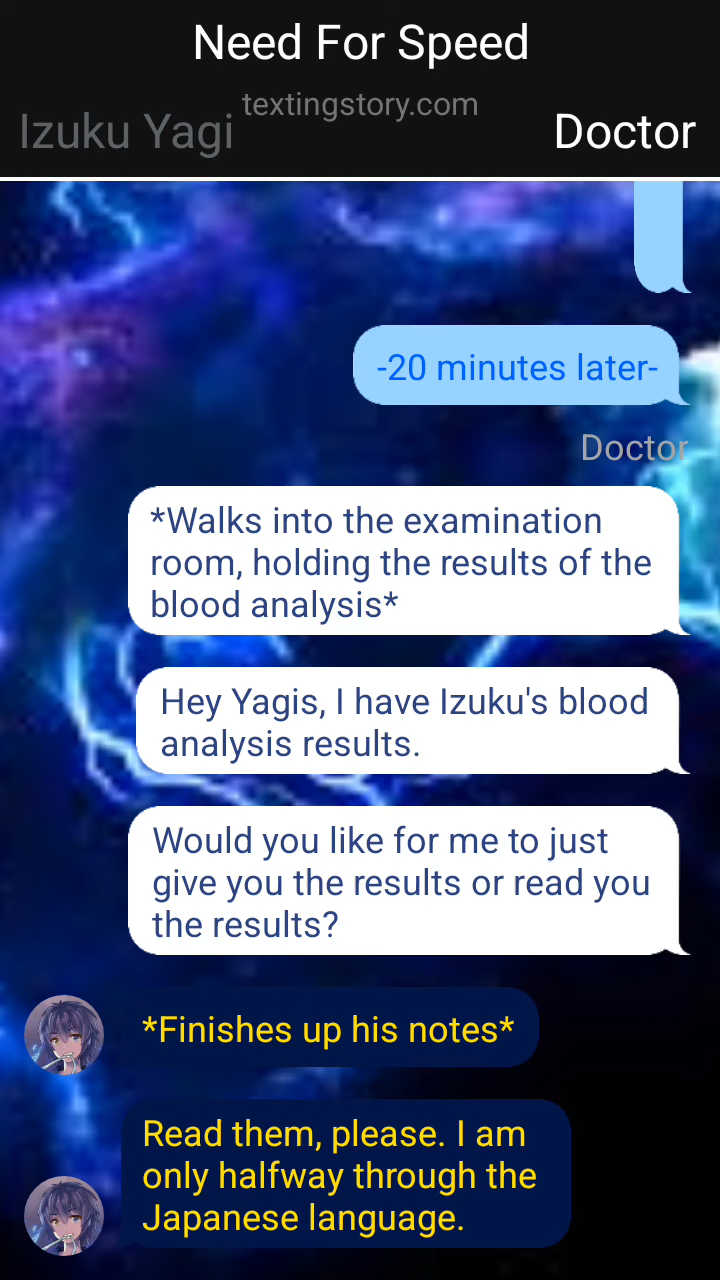 Need For Speed
textingstory.com
Izuku Yagi
Doctor
-20 minutes later-
Doctor
*Walks into the examination
room, holding the results of the
blood analysis*
Hey Yagis, I have Izuku's blood
analysis results.
Would you like for me to just
give you the results or read you
the results?
*Finishes up his notes*
Read them, please. I am
only halfway through the
Japanese language.